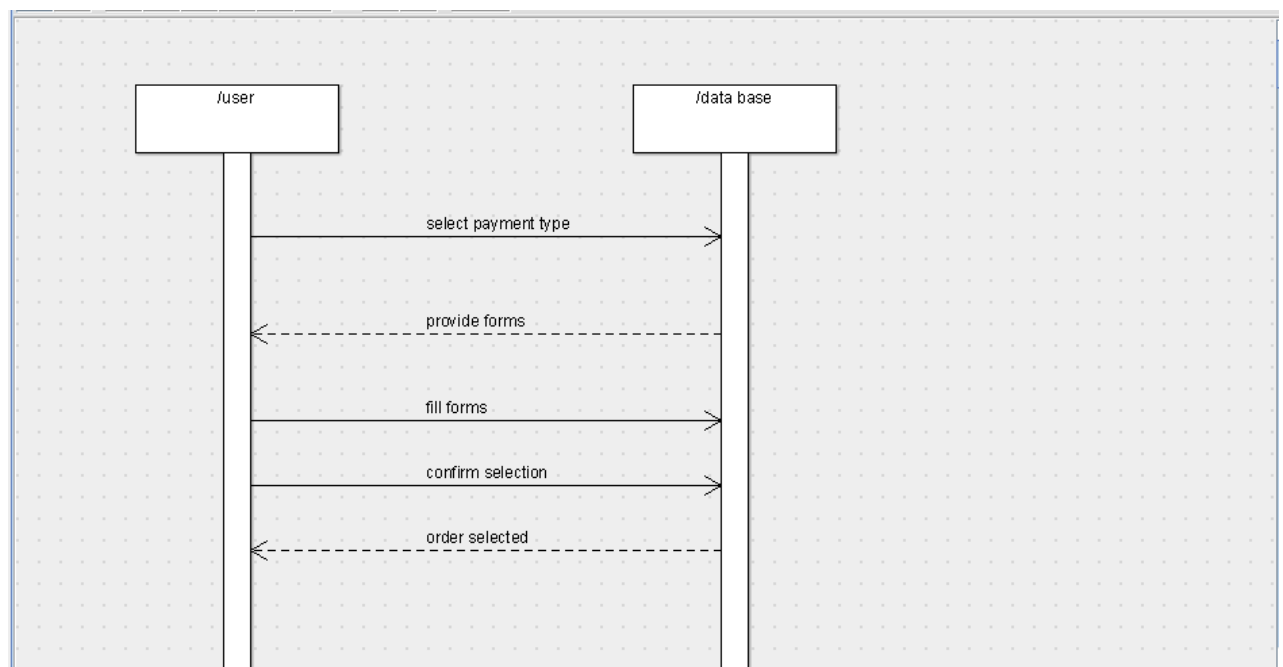 /user
/data base
select payment type
provide forms
fill forms
confirm selection
order selected